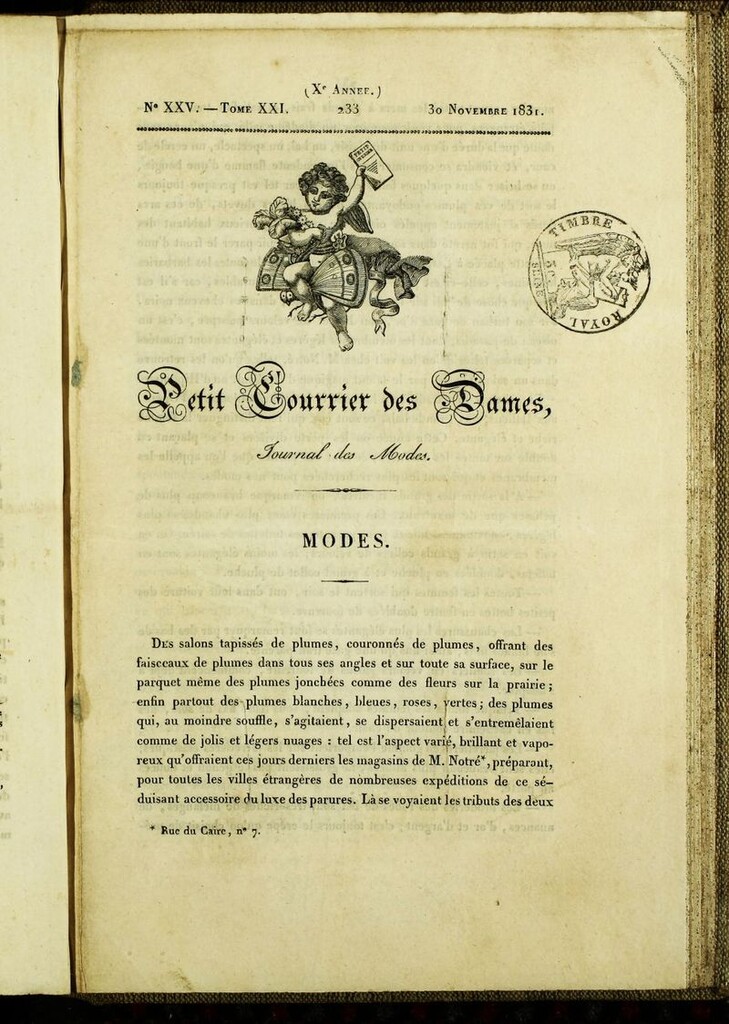 (Xe Année.)
No XXV. — Tome XXI. 233 30 Novembre 1831.
PETIT
TIMBRE
SEINE
ROYAL
Petit Courrier des Dames,
Journal des Modes.
MODES.
Des salons tapissés de plumes, couronnés de plumes, offrant des
faisceaux de plumes dans tous ses angles et sur toute sa surface, sur le
parquet même des plumes jonchées comme des fleurs sur la prairie ;
enfin partout des plumes blanches, bleues, roses, vertes ; des plumes
qui, au moindre souffle, s'agitaient, se dispersaient et s'entremêlaient
comme de jolis et légers nuages : tel est l'aspect varié, brillant et vapo-
reux qu'offraient ces jours derniers les magasins de M. Notré*, préparant,
pour toutes les villes étrangères de nombreuses expéditions de ce sé-
duisant accessoire du luxe des parures. Là se voyaient les tributs des deux
* Rue du Caire, no 7.